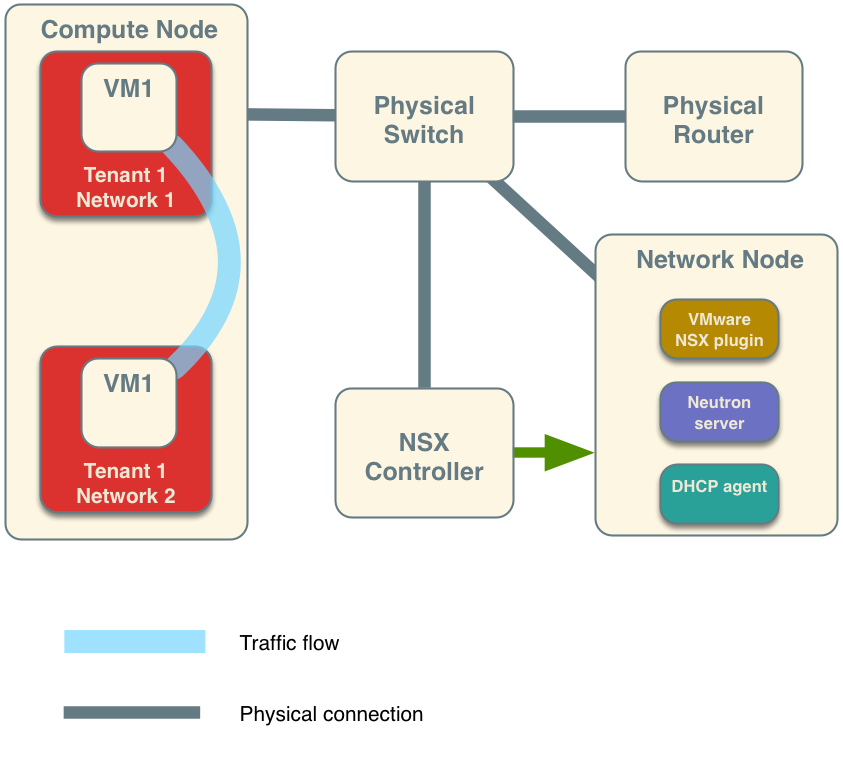 Compute Node
VM1
Tenant 1
Network 1
VM1
Tenant 1
Network 2
Physical
Switch
Physical
Router
NSX
Controller
Network Node
VMware
NSX plugin
Neutron
server
DHCP agent
Traffic flow
Physical connection